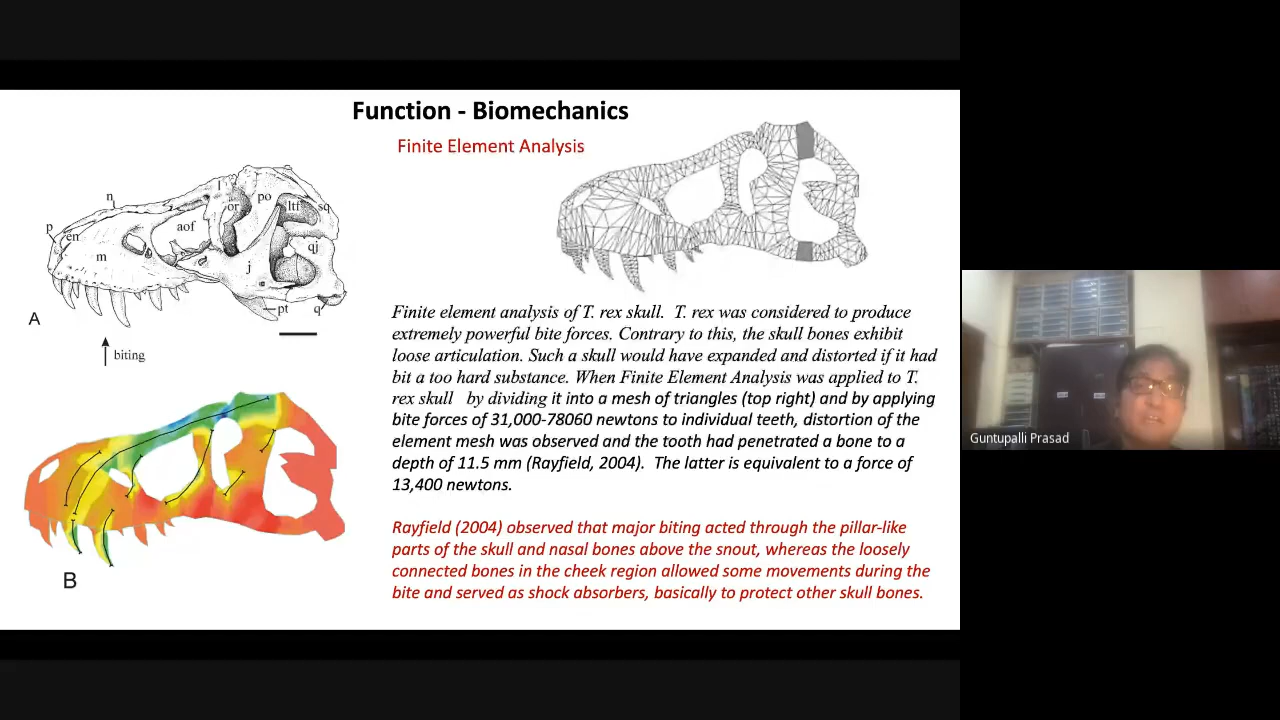 Function - Biomechanics
Finite Element Analysis
n
l
po
or
ltf
sq
p
en
aof
m
qj
j
pt
q
A
biting
B
Finite element analysis of T. rex skull. T. rex was considered to produce
extremely powerful bite forces. Contrary to this, the skull bones exhibit
loose articulation. Such a skull would have expanded and distorted if it had
bit a too hard substance. When Finite Element Analysis was applied to T.
rex skull by dividing it into a mesh of triangles (top right) and by applying
bite forces of 31,000-78060 newtons to individual teeth, distortion of the
element mesh was observed and the tooth had penetrated a bone to a
depth of 11.5 mm (Rayfield, 2004). The latter is equivalent to a force of
13,400 newtons.
Rayfield (2004) observed that major biting acted through the pillar-like
parts of the skull and nasal bones above the snout, whereas the loosely
connected bones in the cheek region allowed some movements during the
bite and served as shock absorbers, basically to protect other skull bones.
Guntupalli Prasad